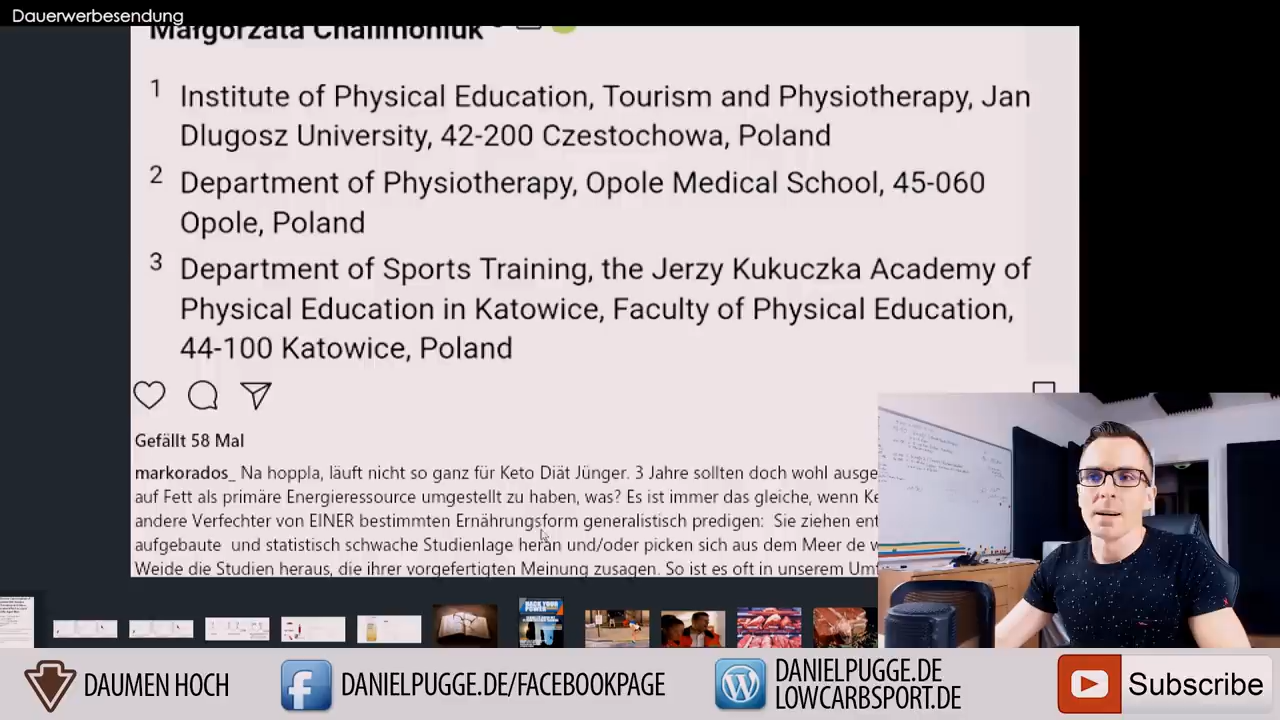 Dauerwerbesendung
Małgorzata Chalimoniuk
1 Institute of Physical Education, Tourism and Physiotherapy, Jan
Dlugosz University, 42-200 Czestochowa, Poland
2 Department of Physiotherapy, Opole Medical School, 45-060
Opole, Poland
3 Department of Sports Training, the Jerzy Kukuczka Academy of
Physical Education in Katowice, Faculty of Physical Education,
44-100 Katowice, Poland
Gefällt 58 Mal
markorados_ Na hoppla, läuft nicht so ganz für Keto Diät Jünger. 3 Jahre sollten doch wohl
auf Fett als primäre Energieressource umgestellt zu haben, was? Es ist immer das gleiche, wenn
andere Verfechter von EINER bestimmten Ernährungsform generalistisch predigen: Sie ziehen
aufgebaute und statistisch schwache Studienlage heran und/oder picken sich aus dem Meer de
Weide die Studien heraus, die ihrer vorgefertigten Meinung zusagen. So ist es oft in unserem
HACK YOUR
POWER
DAUMEN HOCH
DANIELPUGGE.DE/FACEBOOKPAGE
DANIELPUGGE.DE
LOWCARBSPORT.DE
Subscribe